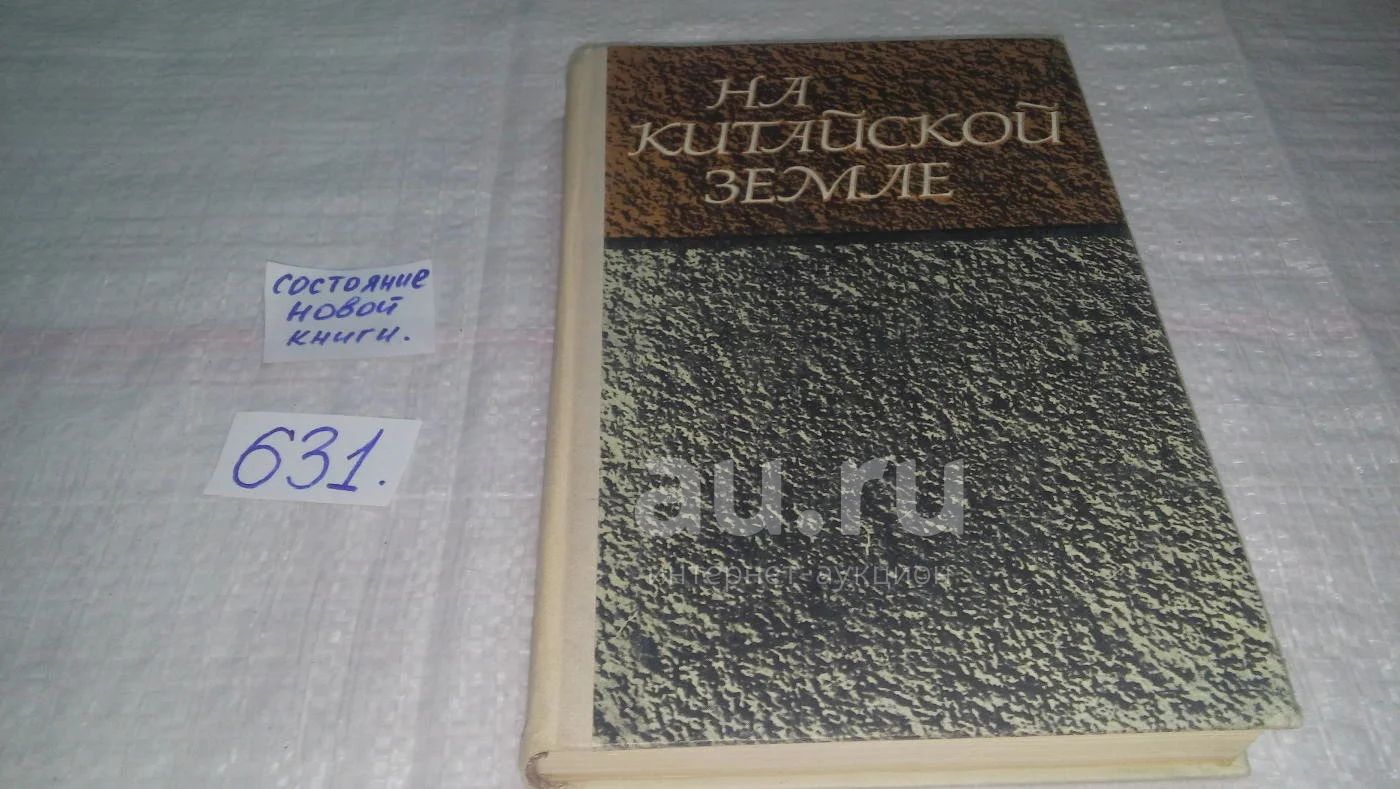 НА
КИТАЙСКОЙ
ЗЕМЛЕ
состояние
новой
книги.
631.
au.ru
интернет-аукцион